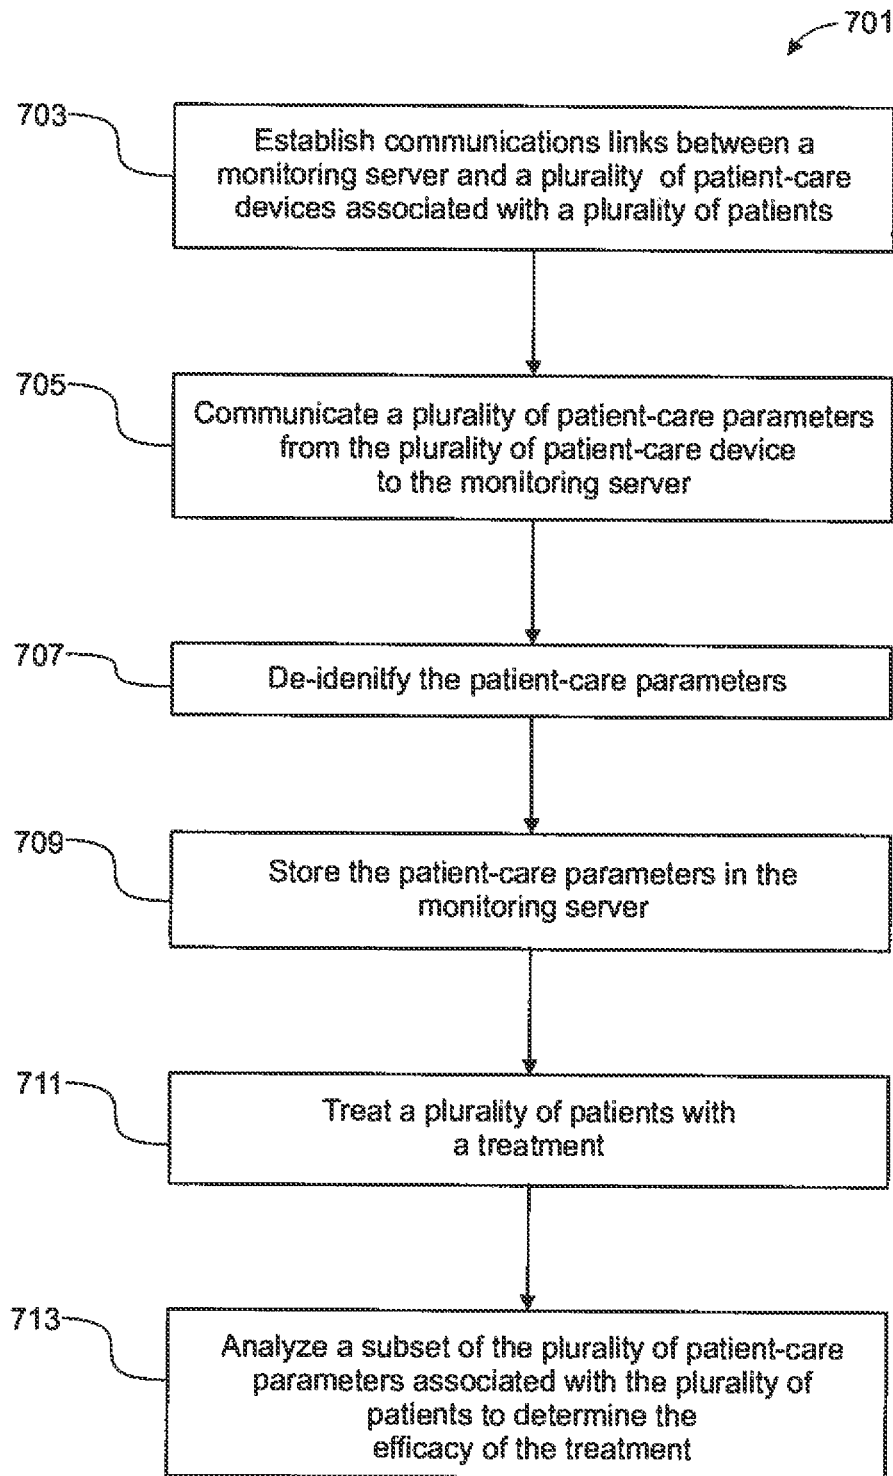 701
703
Establish communications links between a
monitoring server and a plurality of patient-care
devices associated with a plurality of patients
705
Communicate a plurality of patient-care parameters
from the plurality of patient-care device
to the monitoring server
707
De-idenitfy the patient-care parameters
709
Store the patient-care parameters in the
monitoring server
711
Treat a plurality of patients with
a treatment
713
Analyze a subset of the plurality of patient-care
parameters associated with the plurality of
patients to determine the
efficacy of the treatment